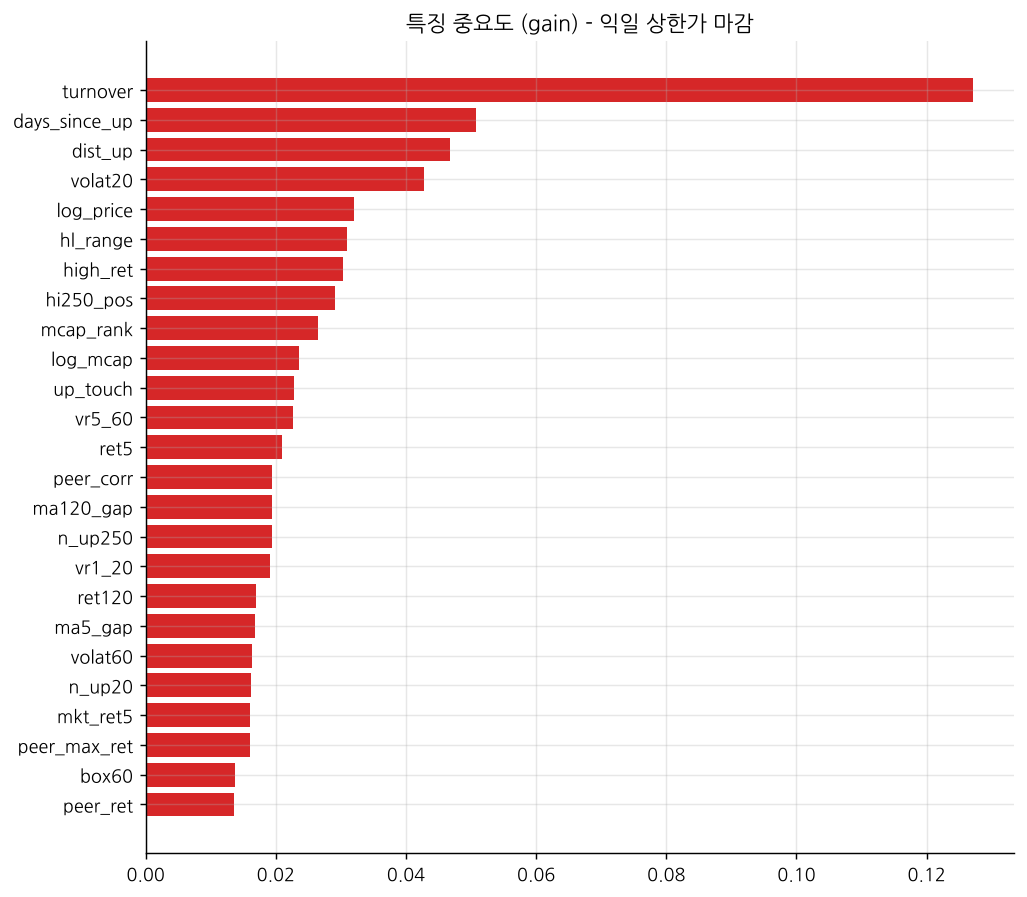 특징 중요도 (gain) - 익일 상한가 마감
turnover
days_since_up
dist_up
volat20
log_price
hl_range
high_ret
hi250_pos
mcap_rank
log_mcap
up_touch
vr5_60
ret5
peer_corr
ma120_gap
n_up250
vr1_20
ret120
ma5_gap
volat60
n_up20
mkt_ret5
peer_max_ret
box60
peer_ret
0.00 0.02 0.04 0.06 0.08 0.10 0.12